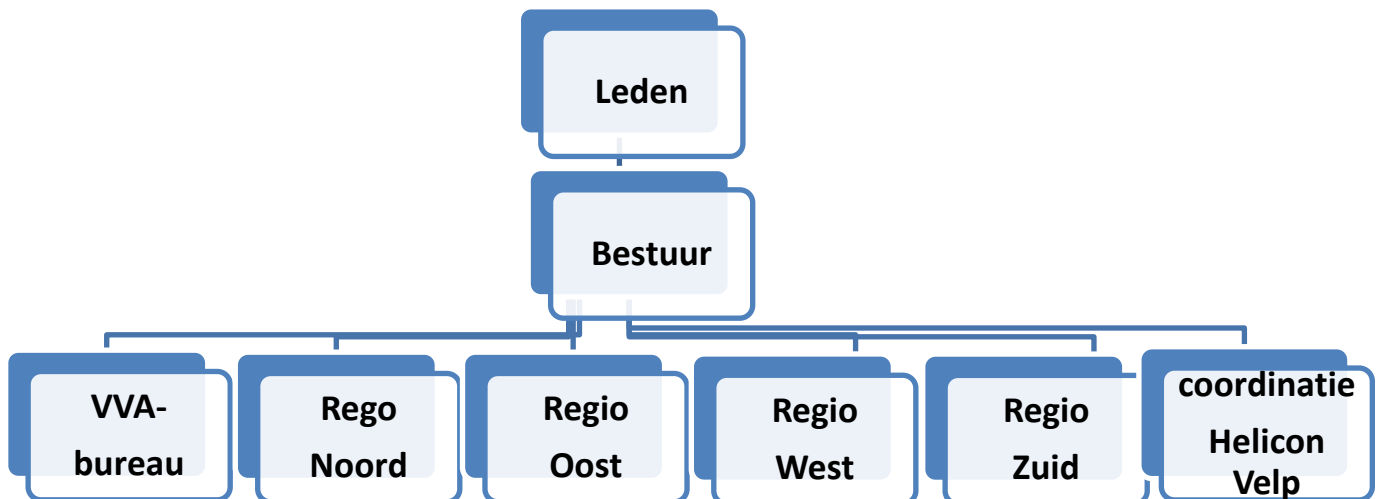 Leden
Bestuur
VVA-
bureau
Rego
Noord
Regio
Oost
Regio
West
Regio
Zuid
coordinatie
Helicon
Velp